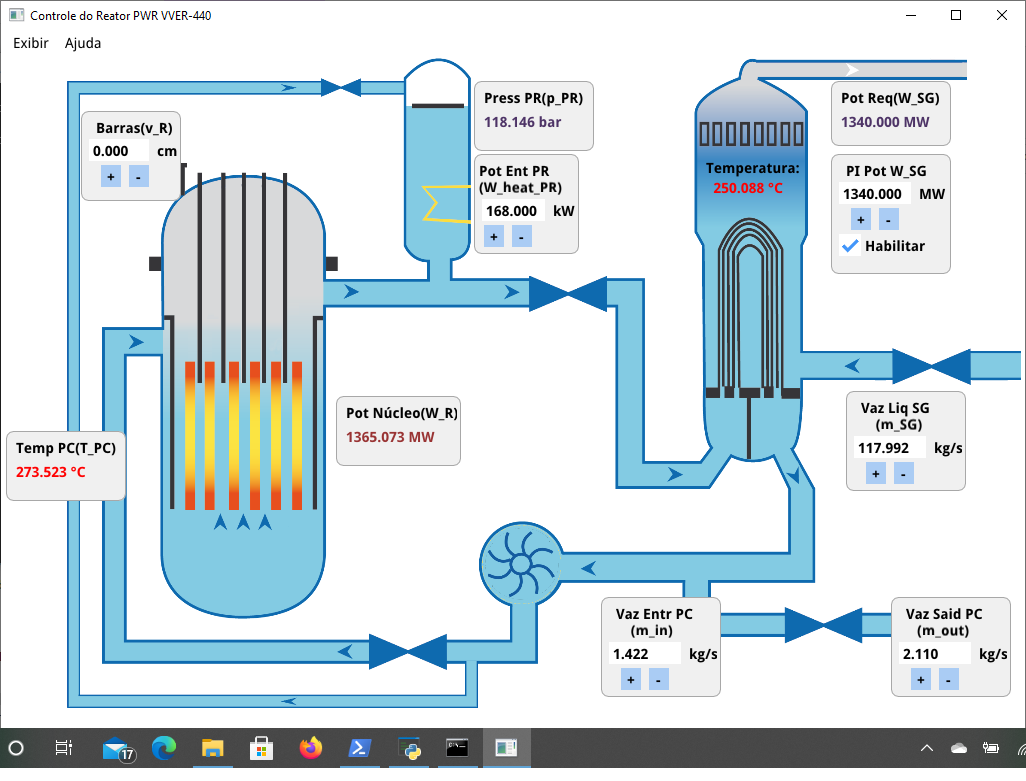 Controle do Reator PWR VVER-440
Exibir Ajuda
Press PR(p_PR)
118.146 bar
Pot Req(W_SG)
1340.000 MW
Barras(v_R)
0.000 cm
+ -
Pot Ent PR
(W_heat_PR)
168.000 kW
+ -
Temperatura:
250.088 °C
PI Pot W_SG
1340.000 MW
+ -
Habilitar
Pot Núcleo(W_R)
1365.073 MW
Vaz Liq SG
(m_SG)
117.992 kg/s
+ -
Temp PC(T_PC)
273.523 °C
Vaz Entr PC
(m_in)
1.422 kg/s
+ -
Vaz Said PC
(m_out)
2.110 kg/s
+ -
17